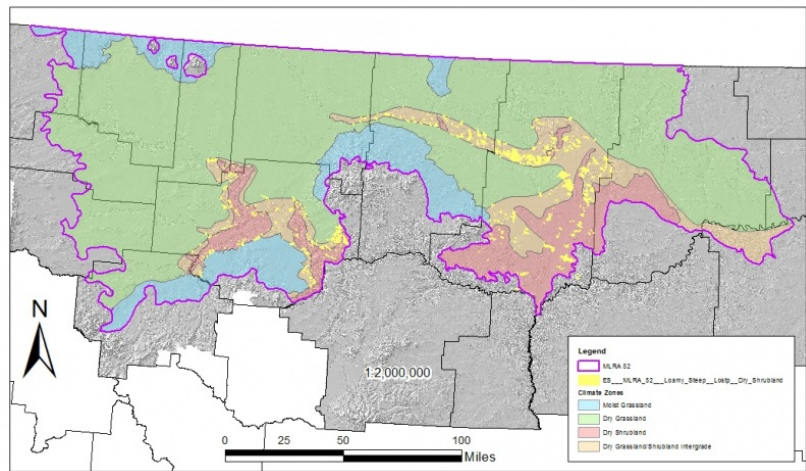 N
1:2,000,000
0 25 50 100
Miles
Legend
MLRA 52
ES___MLRA_52___Loamy_Steep__Lostp__Dry_Shrubland
Climate Zones
Moist Grassland
Dry Grassland
Dry Shrubland
Dry Grassland/Shrubland Intergrade